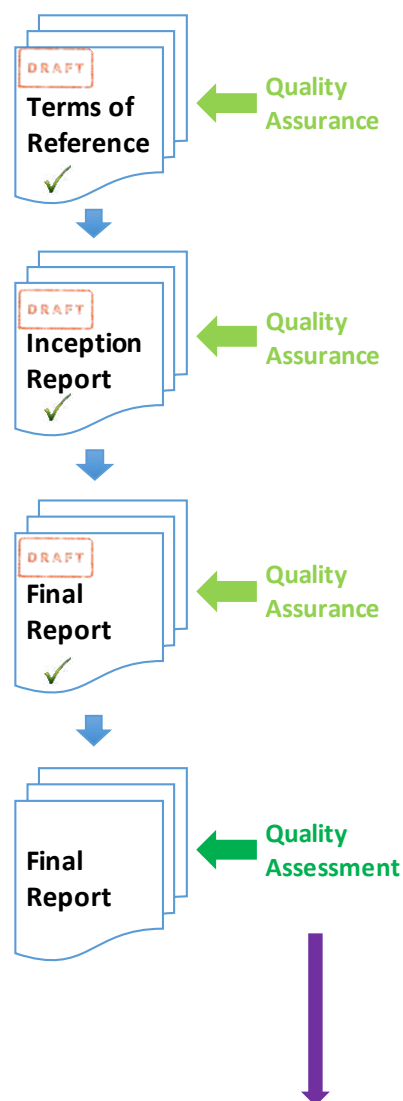 DRAFT
Terms of
Reference
Quality
Assurance
DRAFT
Inception
Report
Quality
Assurance
DRAFT
Final
Report
Quality
Assurance
Final
Report
Quality
Assessment